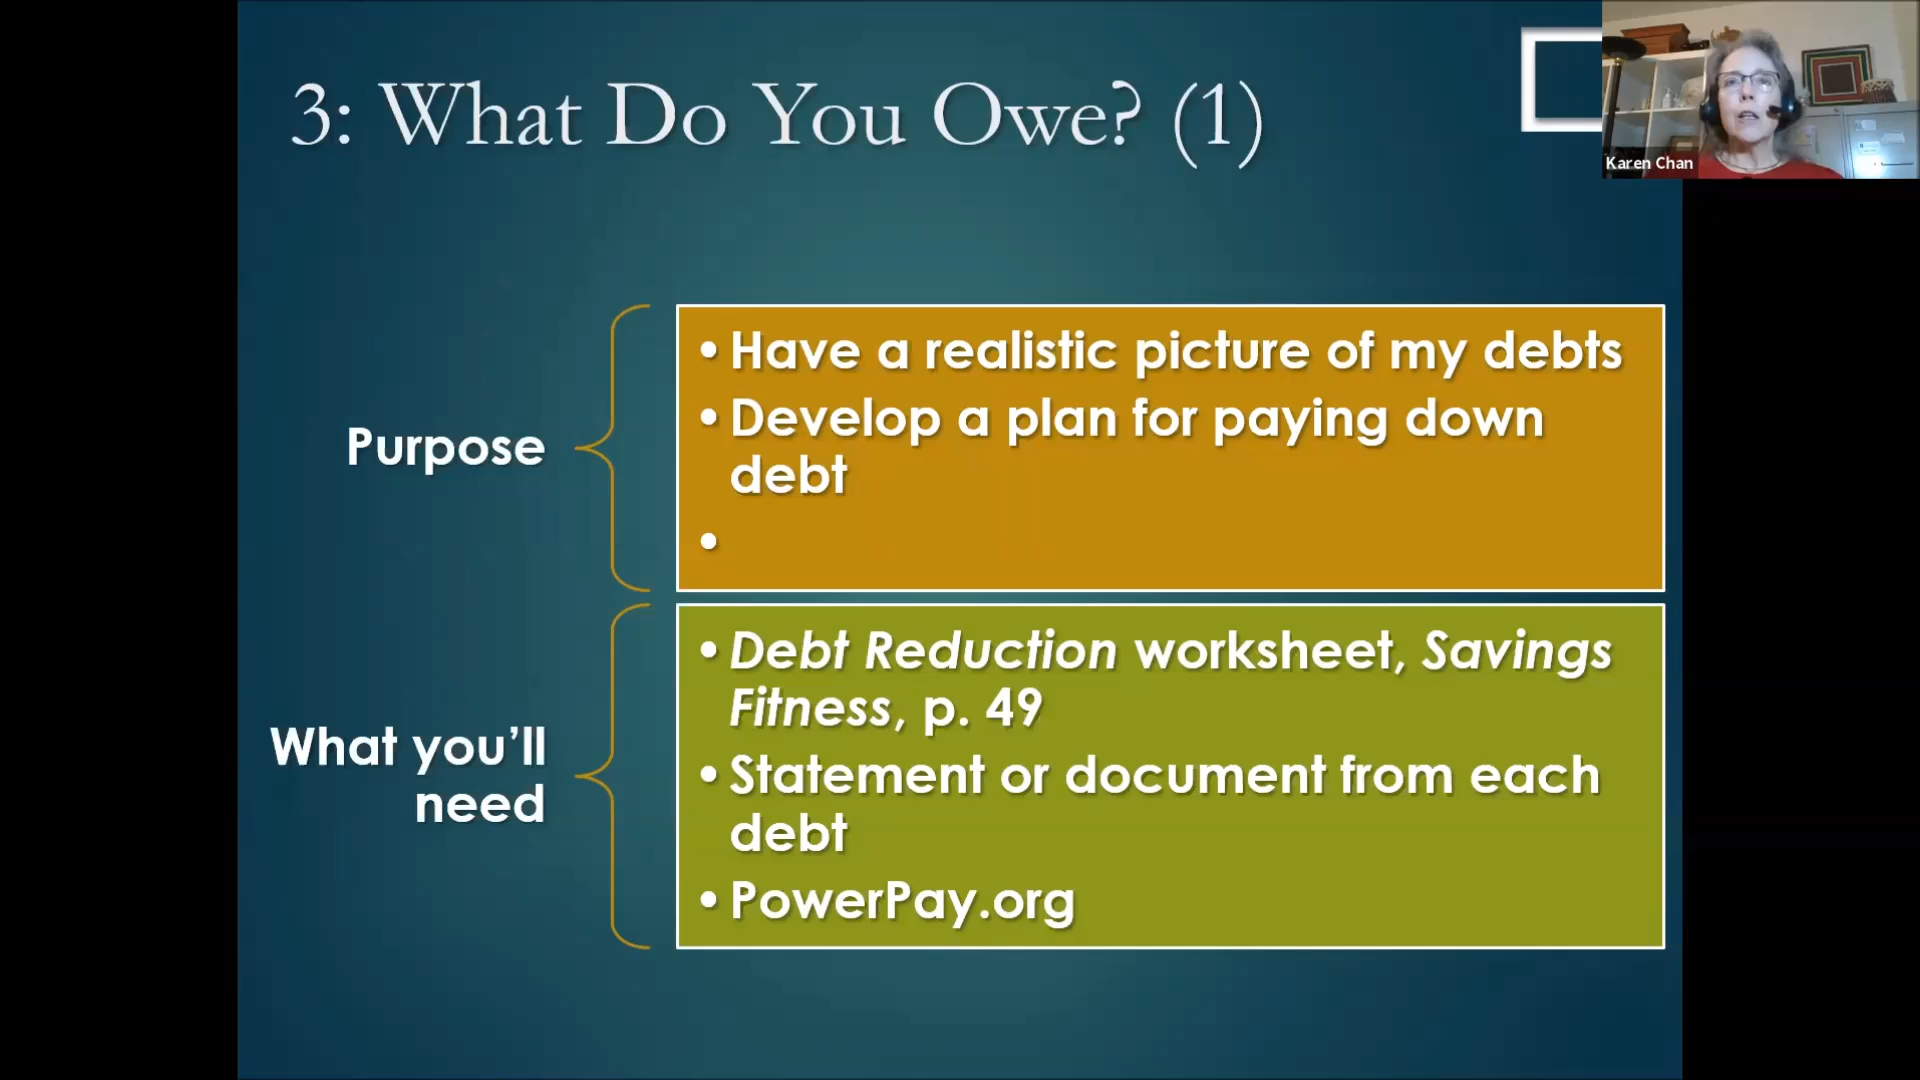 3: What Do You Owe? (1)
Karen Chan
Purpose
• Have a realistic picture of my debts
• Develop a plan for paying down
debt
•
What you’ll
need
• Debt Reduction worksheet, Savings
Fitness, p. 49
• Statement or document from each
debt
• PowerPay.org